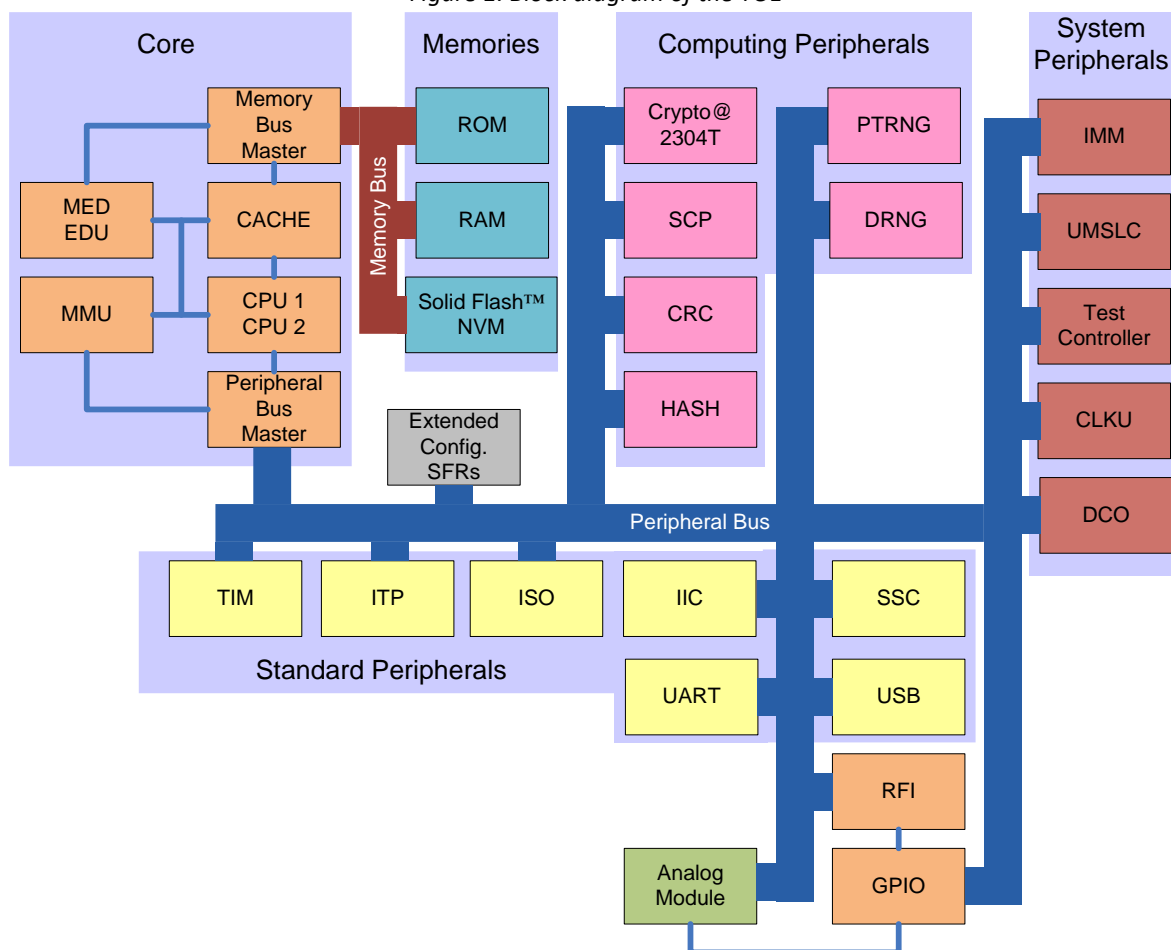 Core
Memories
Computing Peripherals
System
Peripherals
Memory
Bus
Master
ROM
Crypto@
2304T
PTRNG
IMM
MED
EDU
CACHE
Memory Bus
RAM
SCP
DRNG
UMSLC
MMU
CPU 1
CPU 2
Solid Flash™
NVM
CRC
Test
Controller
Peripheral
Bus
Master
Extended
Config.
SFRs
HASH
CLKU
Peripheral Bus
DCO
TIM
ITP
ISO
IIC
SSC
Standard Peripherals
UART
USB
RFI
Analog
Module
GPIO